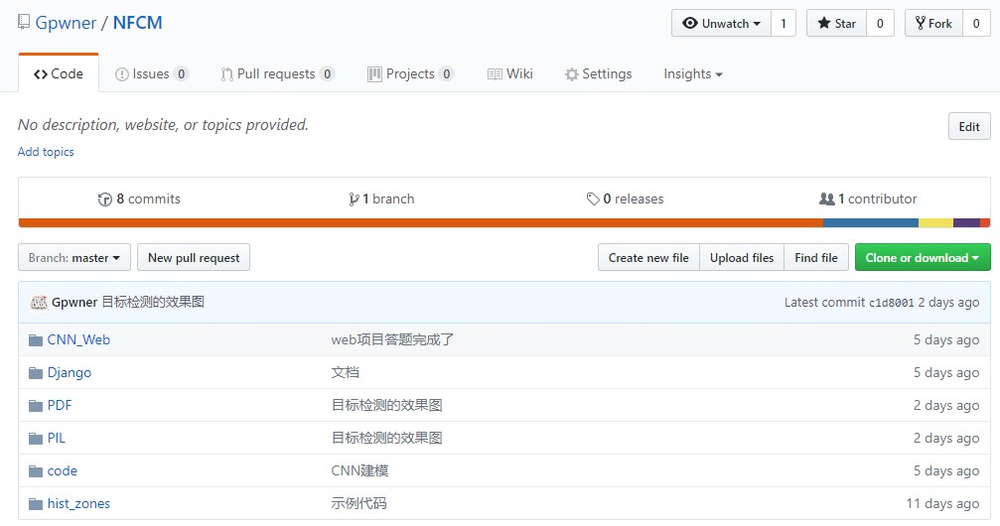 Gpwner / NFCM Unwatch 1 Star 0 Fork 0
Code Issues 0 Pull requests 0 Projects 0 Wiki Settings Insights
No description, website, or topics provided. Edit
Add topics
8 commits 1 branch 0 releases 1 contributor
Branch: master New pull request Create new file Upload files Find file Clone or download
Gpwner 目标检测的效果图 Latest commit c1d8001 2 days ago
CNN_Web web项目答题完成了 5 days ago
Django 文档 5 days ago
PDF 目标检测的效果图 2 days ago
PIL 目标检测的效果图 2 days ago
code CNN建模 5 days ago
hist_zones 示例代码 11 days ago